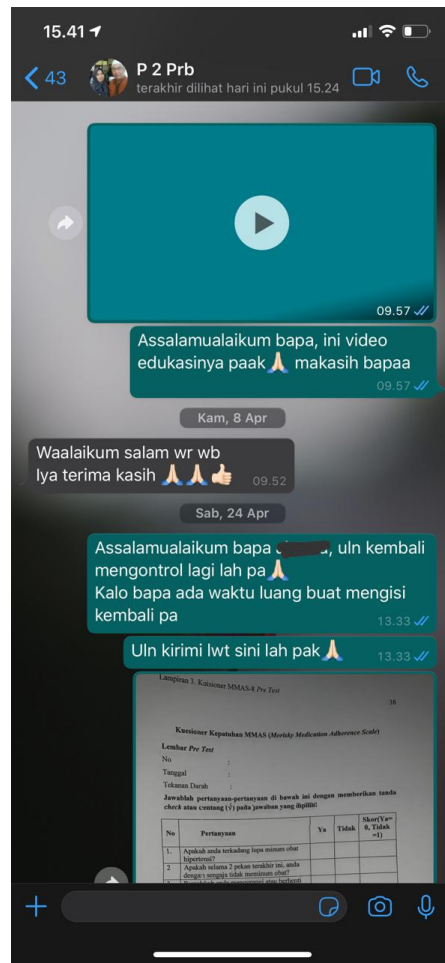 15.41
43
P 2 Prb
terakhir dilihat hari ini pukul 15.24
09.57
Assalamualaikum bapa, ini video
edukasinya paak🙏🏻 makasih bapaa
09.57
Kam, 8 Apr
Waalaikum salam wr wb
Iya terima kasih 🙏🏻🙏🏻👍🏻
09.52
Sab, 24 Apr
Assalamualaikum bapa , uln kembali
mengontrol lagi lah pa🙏🏻
Kalo bapa ada waktu luang buat mengisi
kembali pa
13.33
Uln kirimi lwt sini lah pak🙏🏻
13.33
Lampiran 3. Kuisioner MMAS-8 Pre Test
38
Kuesioner Kepatuhan MMAS (Morisky Medication Adherence Scale)
Lembar Pre Test
No :
Tanggal :
Tekanan Darah :
Jawablah pertanyaan-pertanyaan di bawah ini dengan memberikan tanda
check atau centang (√) pada jawaban yang dipilih!
No Pertanyaan Ya Tidak Skor(Ya=
0, Tidak
=1)
1. Apakah anda terkadang lupa minum obat
hipertensi?
2 Apakah selama 2 pekan terakhir ini, anda
dengan sengaja tidak meminum obat?